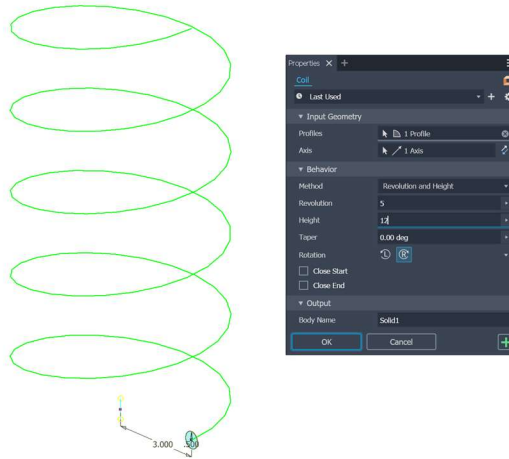 3.000 .500
Properties
Coil
Last Used
Input Geometry
Profiles 1 Profile
Axis 1 Axis
Behavior
Method Revolution and Height
Revolution 5
Height 12
Taper 0.00 deg
Rotation L R
Close Start
Close End
Output
Body Name Solid1
OK Cancel